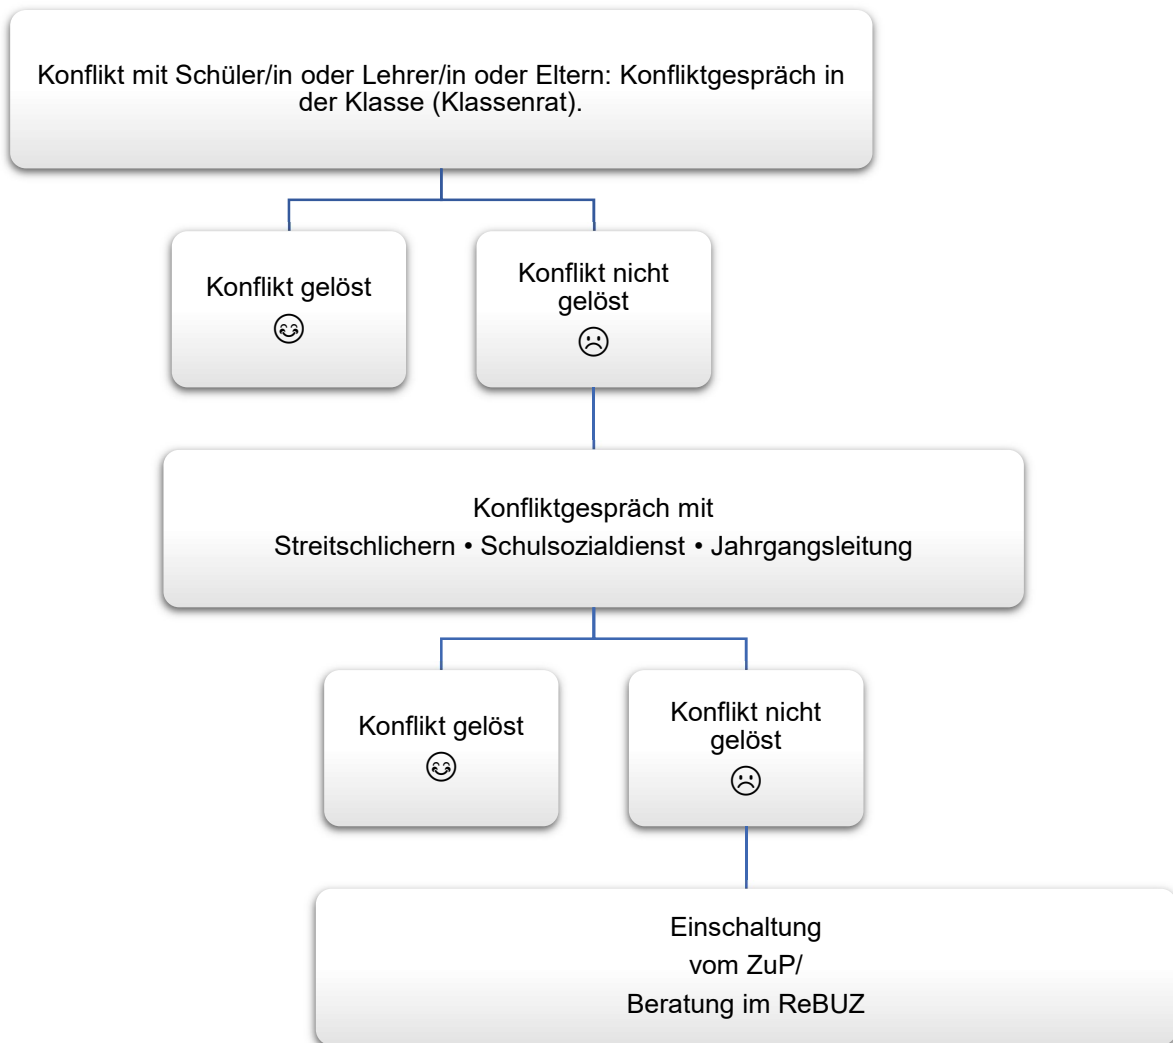 Konflikt mit Schüler/in oder Lehrer/in oder Eltern: Konfliktgespräch in
der Klasse (Klassenrat).
Konflikt gelöst
Konflikt nicht
gelöst
Konfliktgespräch mit
Streitschlichern • Schulsozialdienst • Jahrgangsleitung
Konflikt gelöst
Konflikt nicht
gelöst
Einschaltung
vom ZuP/
Beratung im ReBUZ